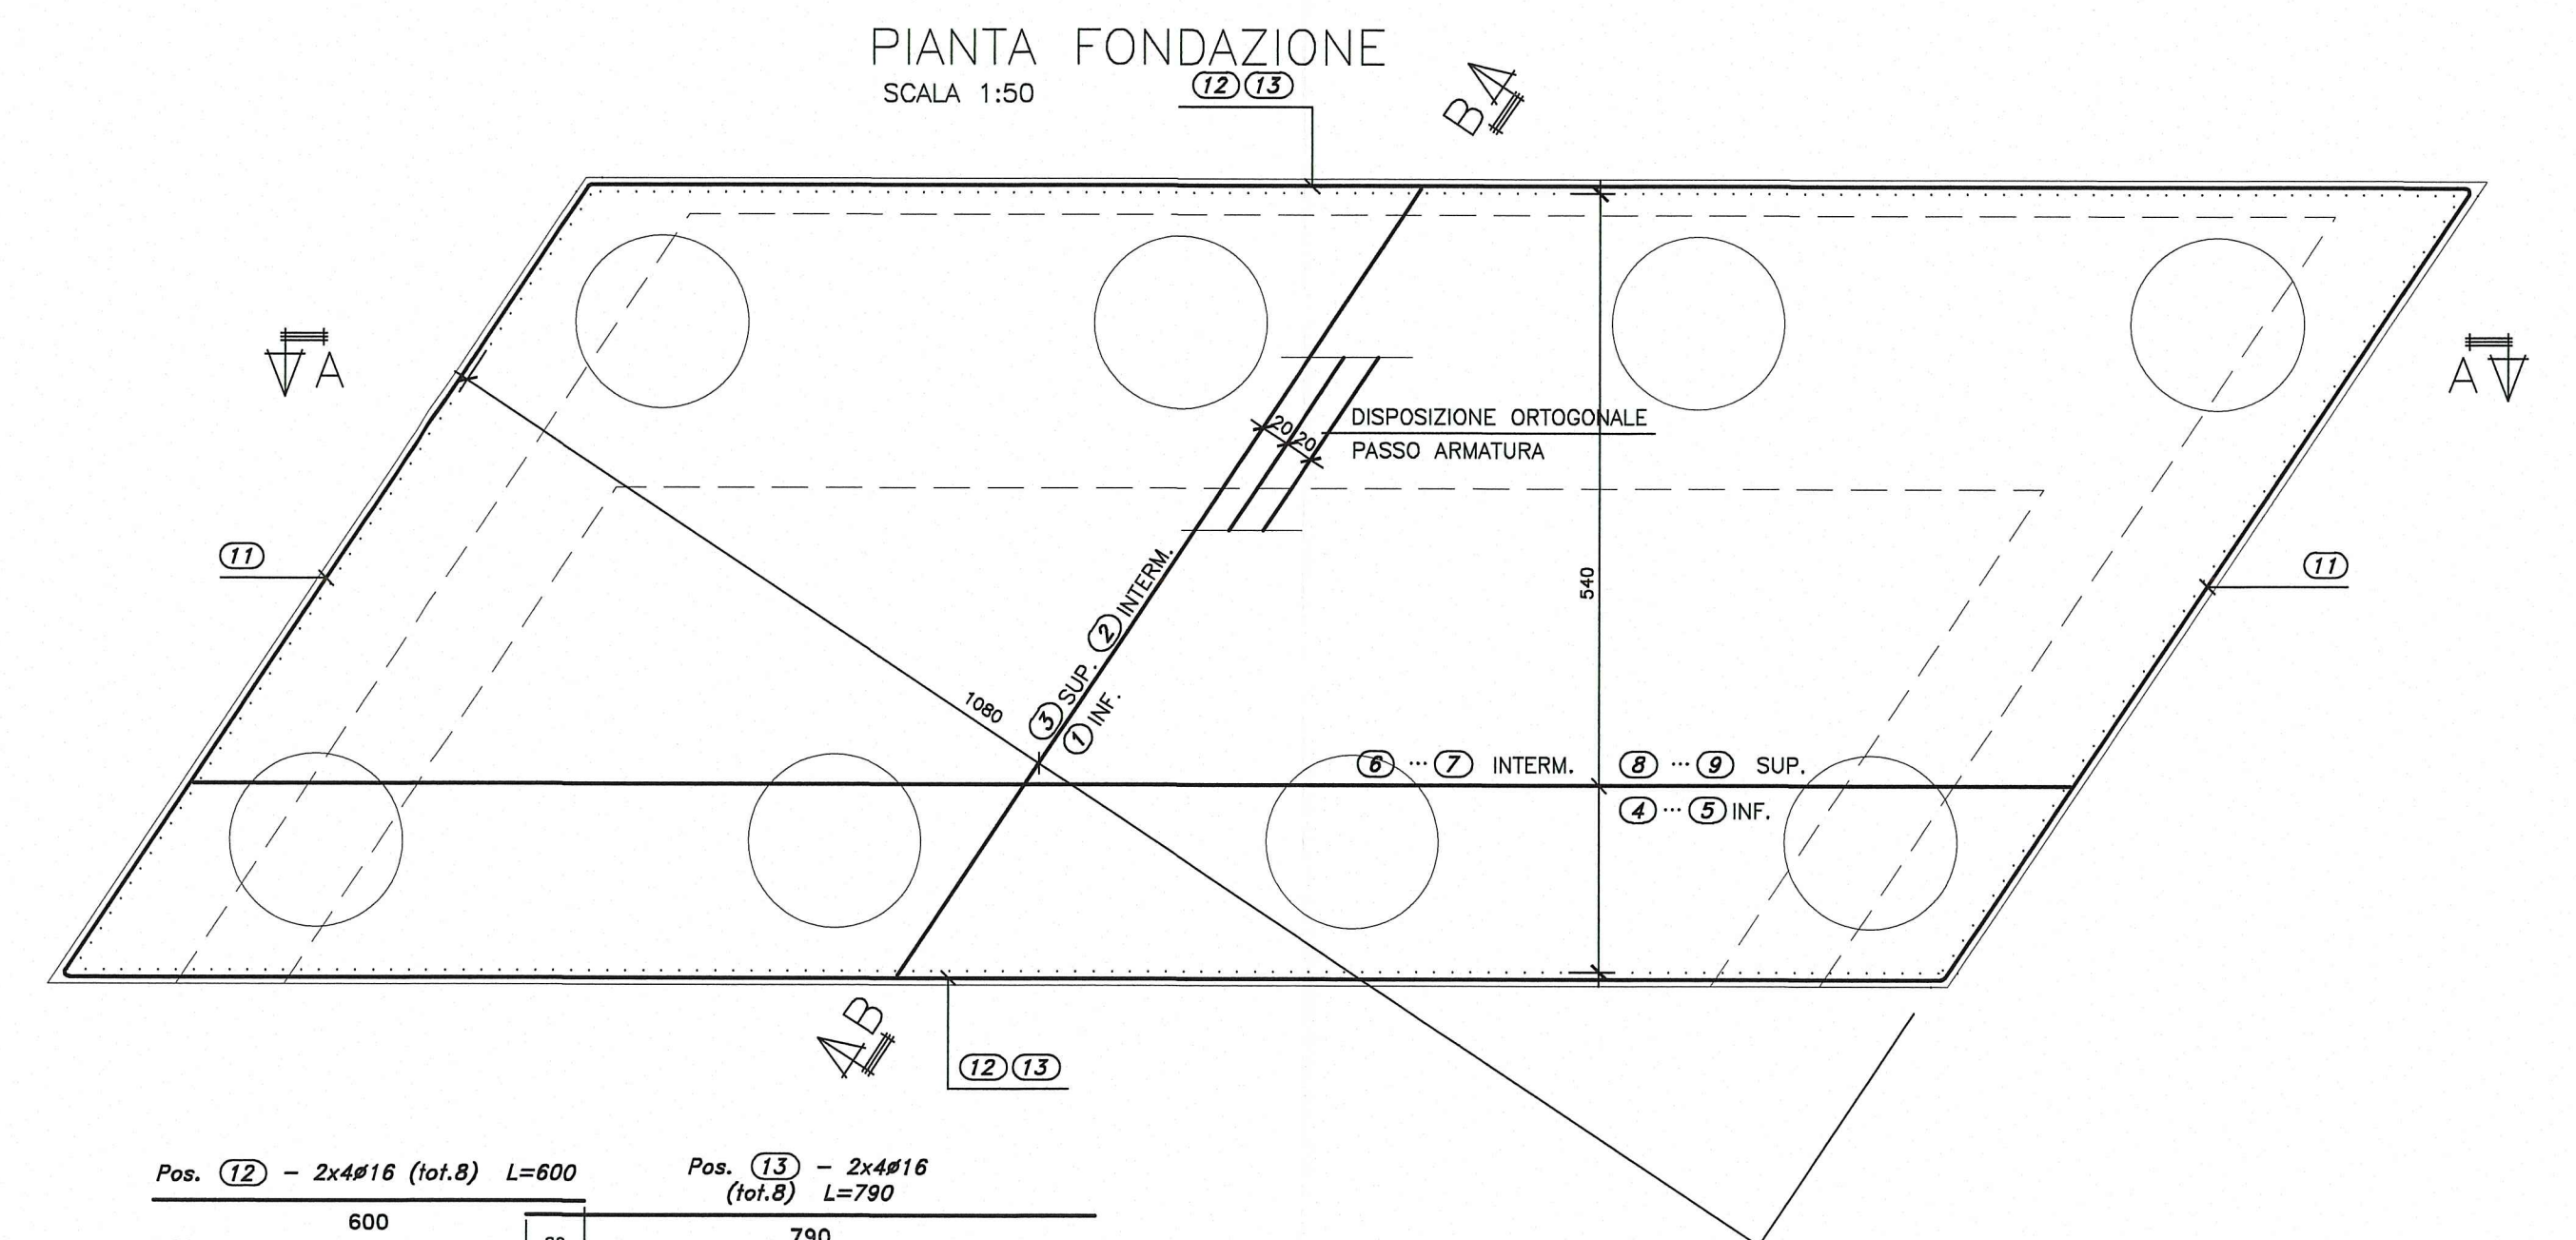 PIANTA FONDAZIONE
SCALA 1:50
12 13
B
A
A
20 20
DISPOSIZIONE ORTOGONALE
PASSO ARMATURA
11
11
540
3 SUP. 2 INTERM.
1 INF.
1080
6 ... 7 INTERM.
8 ... 9 SUP.
4 ... 5 INF.
B
12 13
Pos. 12 - 2x4ø16 (tot.8) L=600
600
Pos. 13 - 2x4ø16
(tot.8) L=790
790